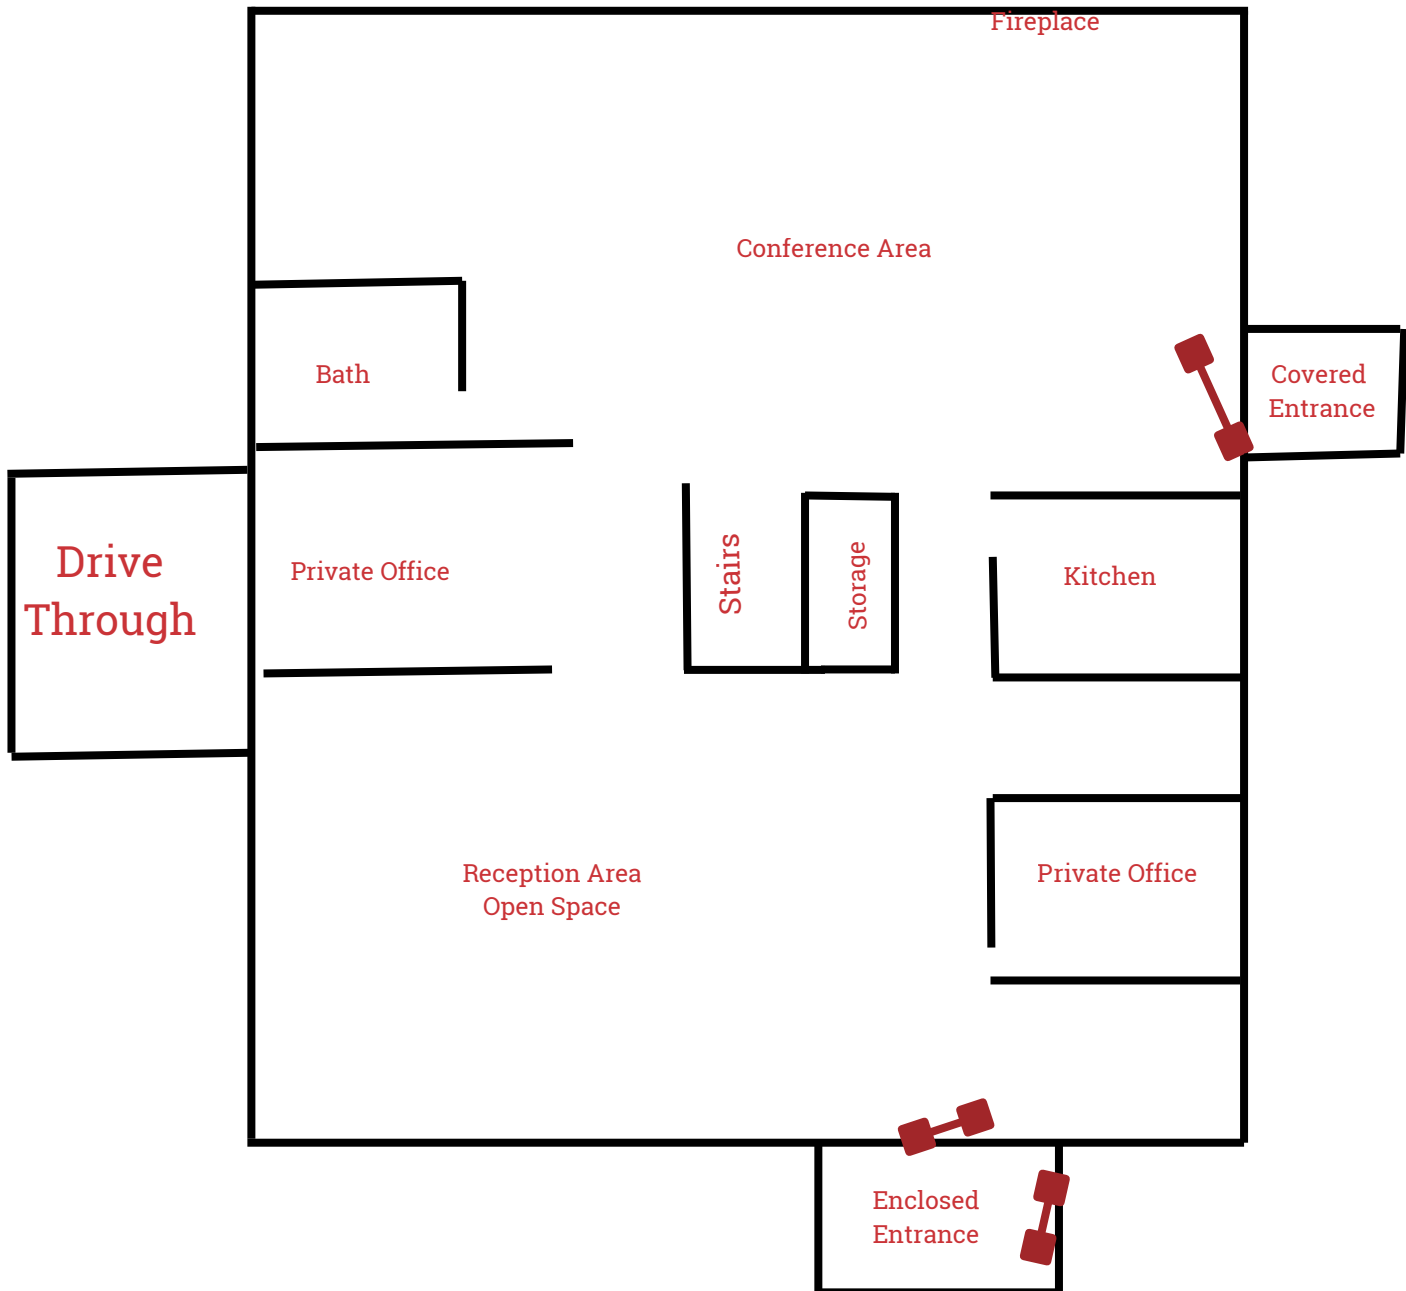 Fireplace
Conference Area
Bath
Covered
Entrance
Drive
Through
Private Office
Stairs
Storage
Kitchen
Reception Area
Open Space
Private Office
Enclosed
Entrance